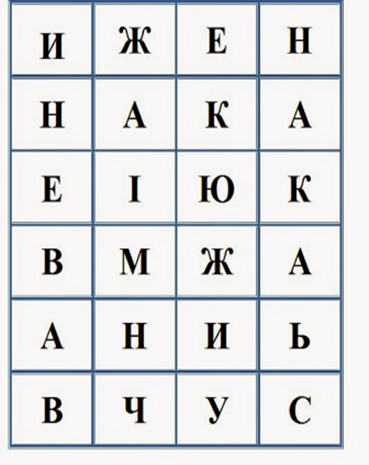 И Ж Е Н
Н А К А
Е І Ю К
В М Ж А
А Н И Ь
В Ч У С